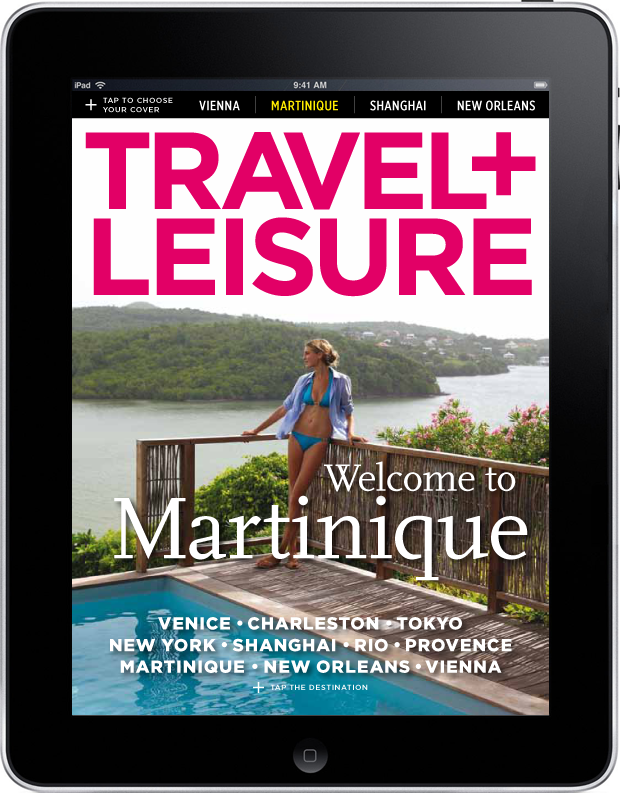 iPad 9:41 AM
+ TAP TO CHOOSE
YOUR COVER
VIENNA MARTINIQUE SHANGHAI NEW ORLEANS
TRAVEL+
LEISURE
Welcome to
Martinique
VENICE • CHARLESTON • TOKYO
NEW YORK • SHANGHAI • RIO • PROVENCE
MARTINIQUE • NEW ORLEANS • VIENNA
+ TAP THE DESTINATION